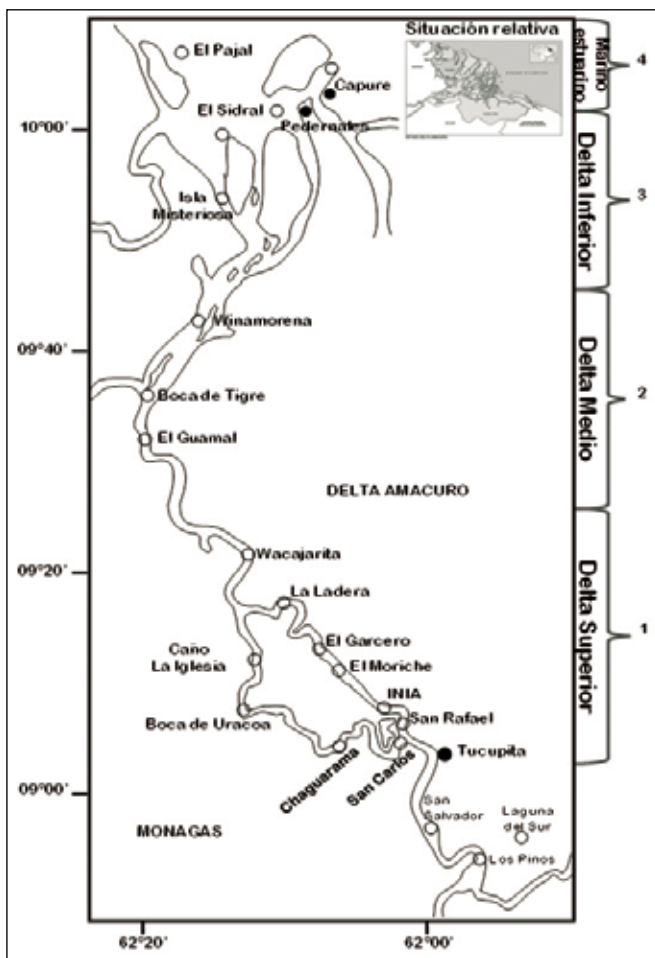 Situación relativa
El Pajal
Capure
El Sidral
Pedernales
10°00'
Isla
Misteriosa
Winamorena
09°40'
Boca de Tigre
El Guamal
DELTA AMACURO
Wacajarita
09°20'
La Ladera
El Garcero
Caño
La Iglesia
El Moriche
INIA
San Rafael
Boca de Uracoa
Tucupita
Chaguarama
San Carlos
09°00'
San
Salvador
Laguna
del Sur
MONAGAS
Los Pinos
62°20'
62°00'
Marino
estuarino
4
Delta Inferior
3
Delta Medio
2
Delta Superior
1